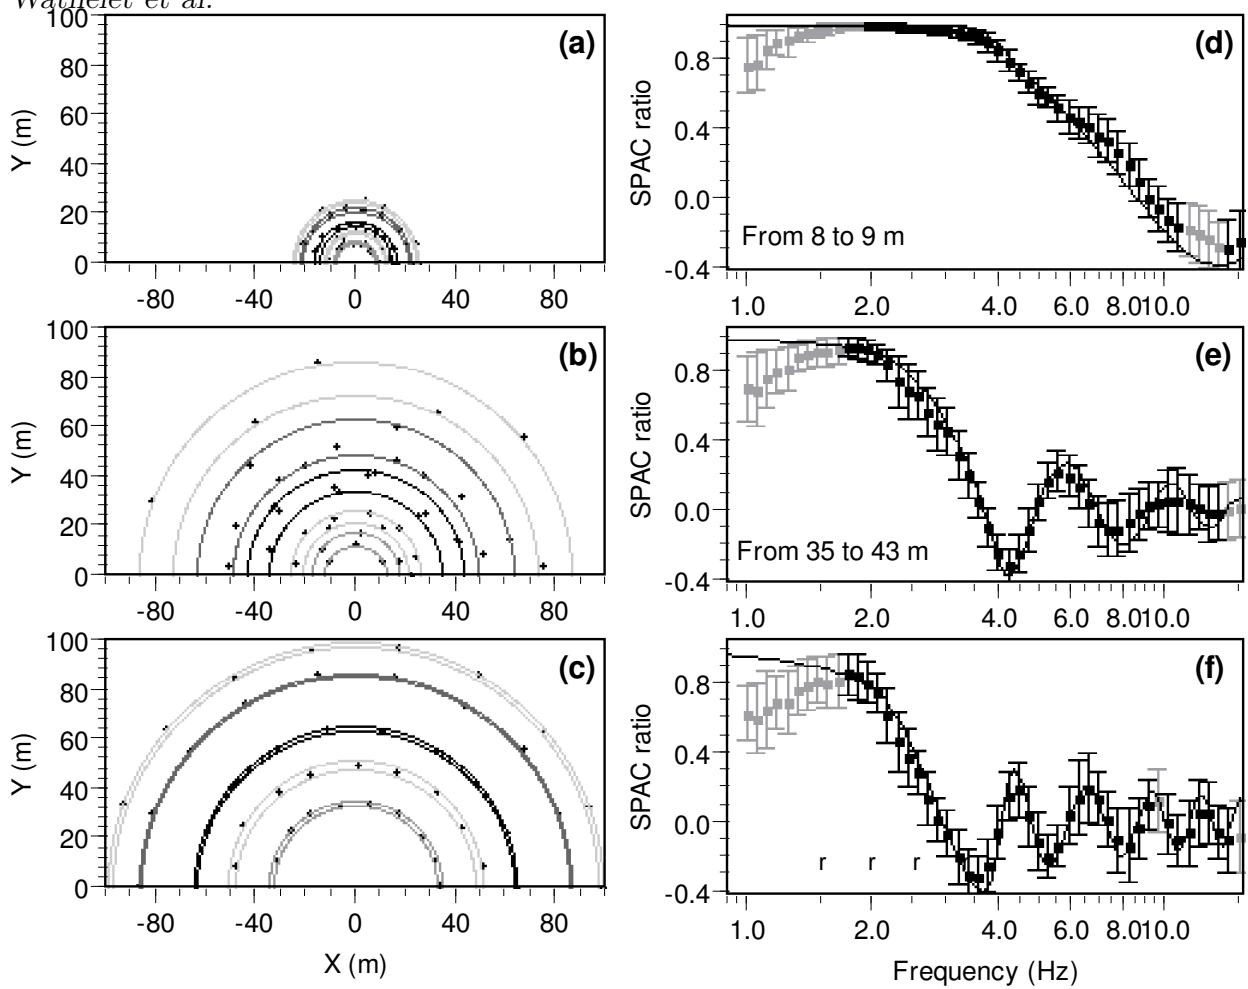 Wathelet et al.
(a)
Y (m)
100
80
60
40
20
0
-80 -40 0 40 80
(d)
SPAC ratio
0.8
0.4
0.0
-0.4
From 8 to 9 m
1.0 2.0 4.0 6.0 8.0 10.0
(b)
Y (m)
100
80
60
40
20
0
-80 -40 0 40 80
(e)
SPAC ratio
0.8
0.4
0.0
-0.4
From 35 to 43 m
1.0 2.0 4.0 6.0 8.0 10.0
(c)
Y (m)
100
80
60
40
20
0
-80 -40 0 40 80
X (m)
(f)
SPAC ratio
0.8
0.4
0.0
-0.4
r r r
1.0 2.0 4.0 6.0 8.0 10.0
Frequency (Hz)